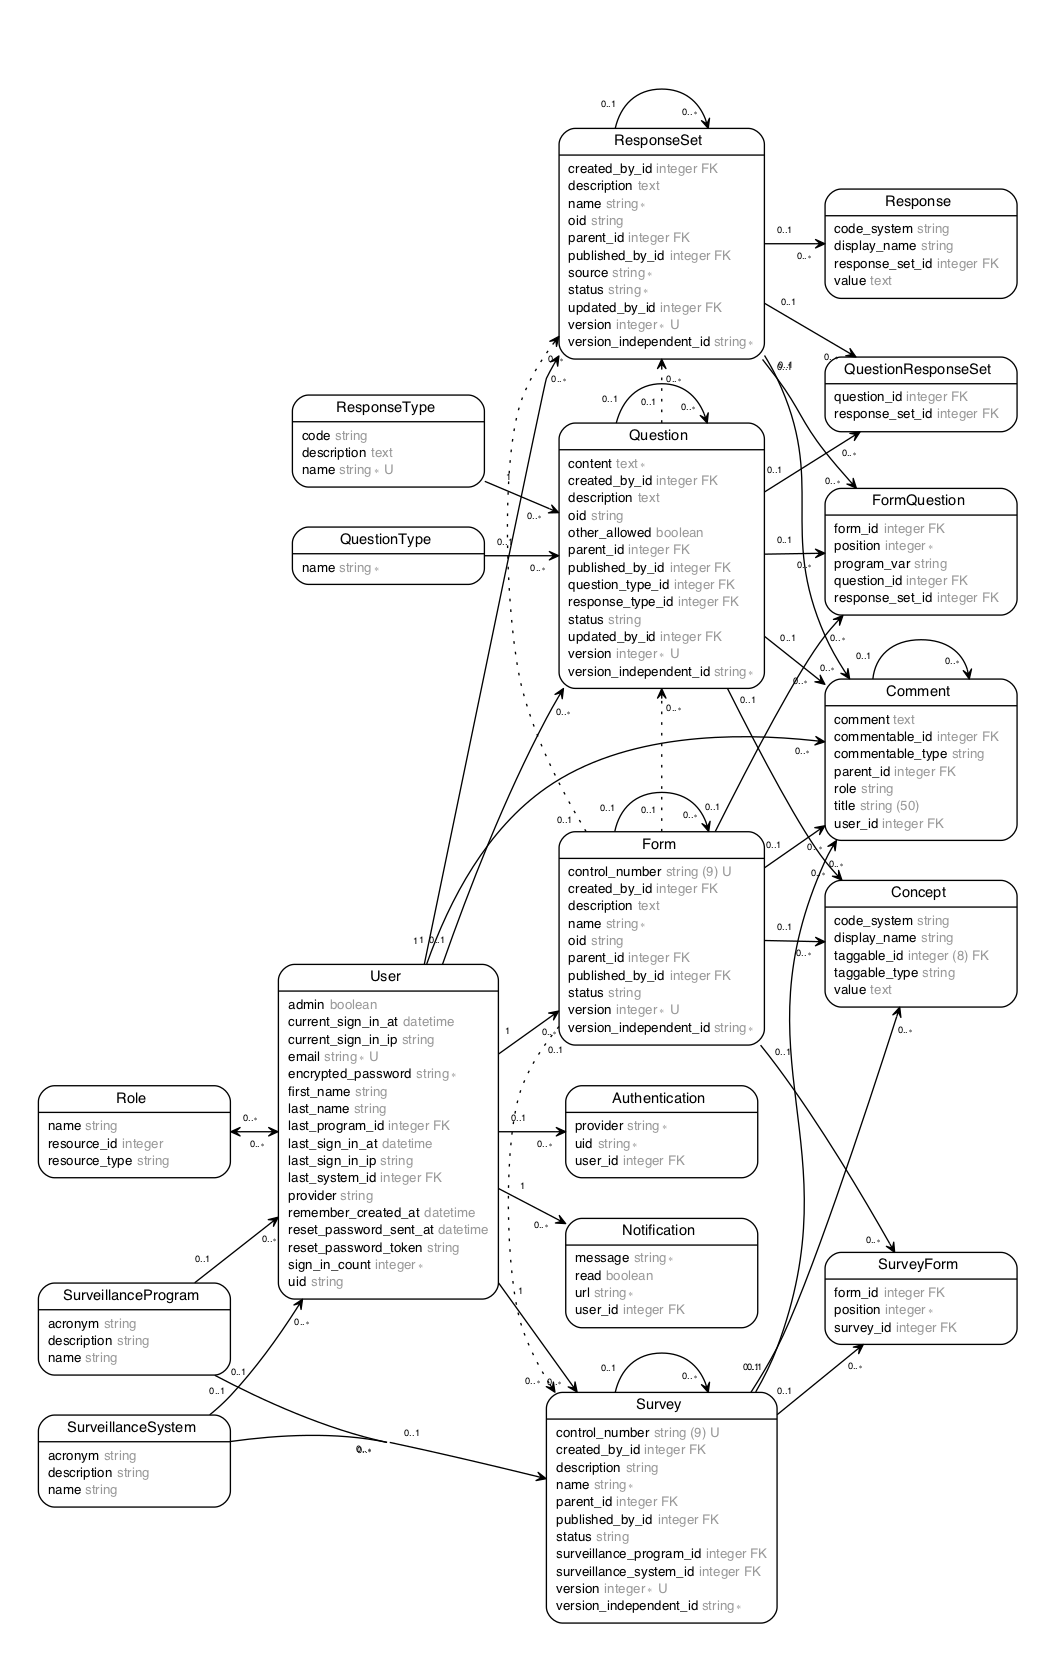 ResponseSet
created_by_id integer FK
description text
name string∗
oid string
parent_id integer FK
published_by_id integer FK
source string∗
status string∗
updated_by_id integer FK
version integer∗ U
version_independent_id string∗
Response
code_system string
display_name string
response_set_id integer FK
value text
QuestionResponseSet
question_id integer FK
response_set_id integer FK
ResponseType
code string
description text
name string∗ U
QuestionType
name string∗
Question
content text∗
created_by_id integer FK
description text
oid string
other_allowed boolean
parent_id integer FK
published_by_id integer FK
question_type_id integer FK
response_type_id integer FK
status string
updated_by_id integer FK
version integer∗ U
version_independent_id string∗
FormQuestion
form_id integer FK
position integer∗
program_var string
question_id integer FK
response_set_id integer FK
Comment
comment text
commentable_id integer FK
commentable_type string
parent_id integer FK
role string
title string (50)
user_id integer FK
Form
control_number string (9) U
created_by_id integer FK
description text
name string∗
oid string
parent_id integer FK
published_by_id integer FK
status string
version integer∗ U
version_independent_id string∗
Concept
code_system string
display_name string
taggable_id integer (8) FK
taggable_type string
value text
User
admin boolean
current_sign_in_at datetime
current_sign_in_ip string
email string∗ U
encrypted_password string∗
first_name string
last_name string
last_program_id integer FK
last_sign_in_at datetime
last_sign_in_ip string
last_system_id integer FK
provider string
remember_created_at datetime
reset_password_sent_at datetime
reset_password_token string
sign_in_count integer∗
uid string
Role
name string
resource_id integer
resource_type string
Authentication
provider string∗
uid string∗
user_id integer FK
Notification
message string∗
read boolean
url string∗
user_id integer FK
SurveillanceProgram
acronym string
description string
name string
SurveillanceSystem
acronym string
description string
name string
SurveyForm
form_id integer FK
position integer∗
survey_id integer FK
Survey
control_number string (9) U
created_by_id integer FK
description string
name string∗
parent_id integer FK
published_by_id integer FK
status string
surveillance_program_id integer FK
surveillance_system_id integer FK
version integer∗ U
version_independent_id string∗